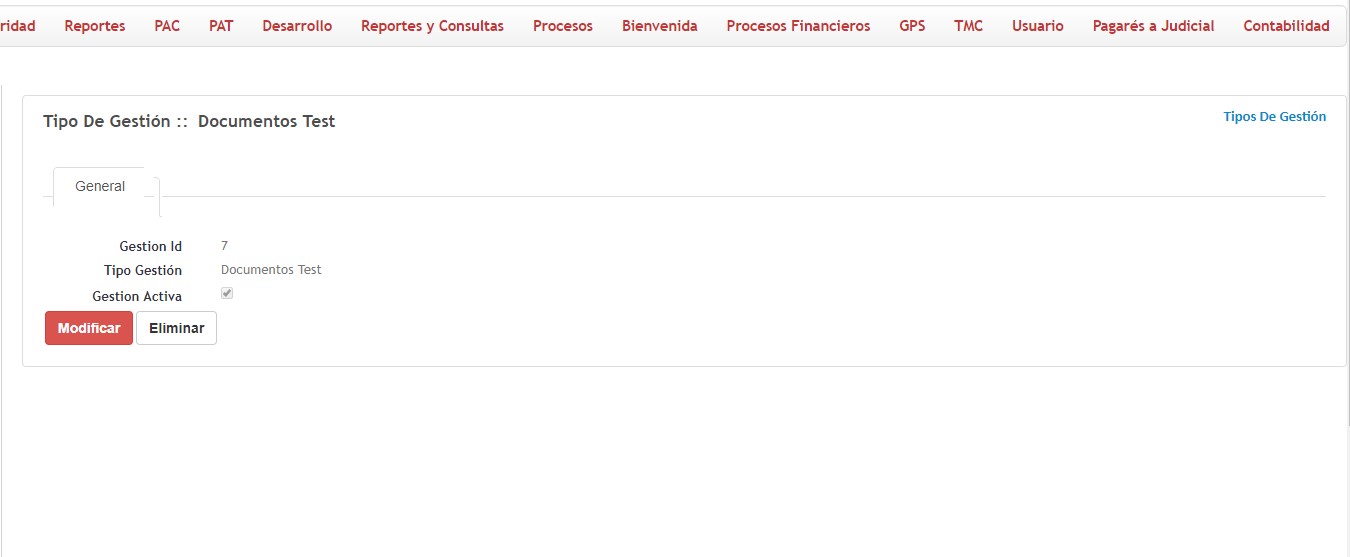 ridad Reportes PAC PAT Desarrollo Reportes y Consultas Procesos Bienvenida Procesos Financieros GPS TMC Usuario Pagarés a Judicial Contabilidad
Tipo De Gestión :: Documentos Test
Tipos De Gestión
General
Gestion Id 7
Tipo Gestión Documentos Test
Gestion Activa
Modificar Eliminar